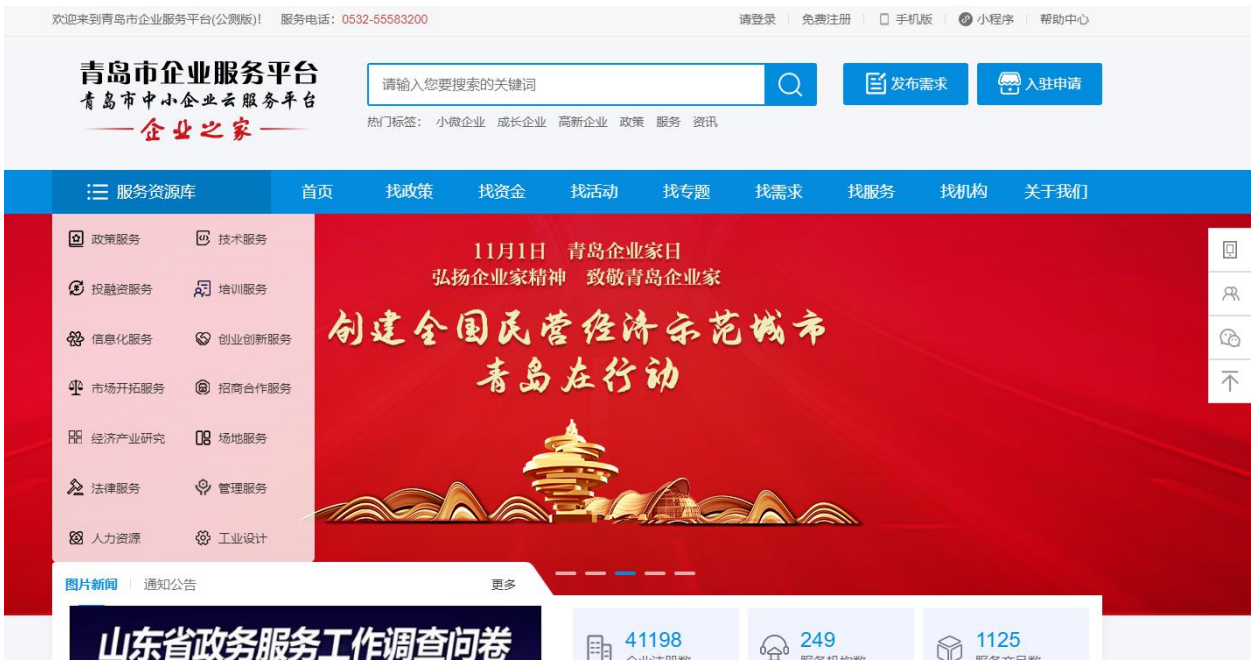 欢迎来到青岛市企业服务平台(公测版)! 服务电话：0532-55583200 请登录 免费注册 手机版 小程序 帮助中心
青岛市企业服务平台
青岛市中小企业云服务平台
企业之家
请输入您要搜索的关键词
发布需求 入驻申请
热门标签： 小微企业 成长企业 高新企业 政策 服务 资讯
服务资源库 首页 找政策 找资金 找活动 找专题 找需求 找服务 找机构 关于我们
政策服务 技术服务
投融资服务 培训服务
信息化服务 创业创新服务
市场开拓服务 招商合作服务
经济产业研究 场地服务
法律服务 管理服务
人力资源 工业设计
11月1日 青岛企业家日
弘扬企业家精神 致敬青岛企业家
创建全国民营经济示范城市
青岛在行动
图片新闻 通知公告 更多
山东省政务服务工作调查问卷
41198 249 1125